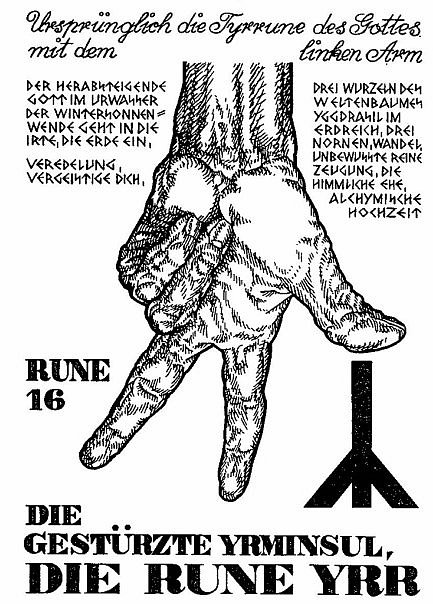 Ursprünglich die Tyrrune des Gottes
mit dem linken Arm
DER HERABSTEIGENDE
GOTT IM URWASSER
DER WINTERSONNEN=
WENDE GEHT IN DIE
IRTE, DIE ERDE EIN,
VEREDELUNG,
VERGEISTIGE DICH,
DREI WURZELN DES
WELTENBAUMES
YGGDRASIL IM
ERDREICH, DREI
NORNEN, WANDEL,
UNBEWUSSTE REINE
ZEUGUNG, DIE
HIMMLISCHE EHE,
ALCHYMISCHE
HOCHZEIT
RUNE
16
DIE
GESTÜRZTE YRMINSUL,
DIE RUNE YRR